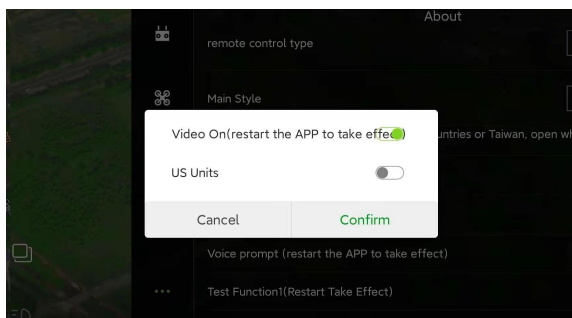 About
remote control type
Main Style
Video On(restart the APP to take effect)
untries or Taiwan, open wh
US Units
Cancel
Confirm
Voice prompt (restart the APP to take effect)
Test Function1(Restart Take Effect)